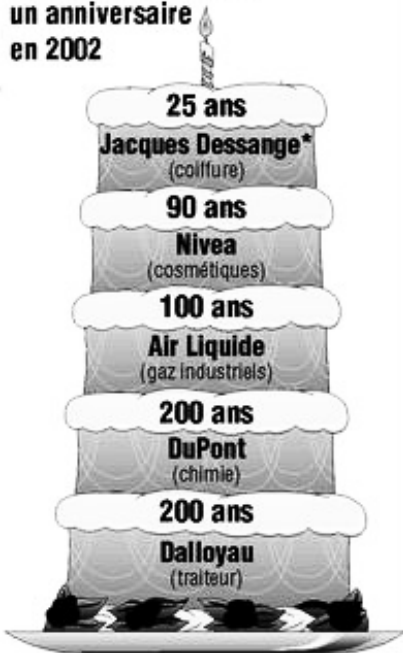 un anniversaire
en 2002
25 ans
Jacques Dessange*
(coiffure)
90 ans
Nivea
(cosmétiques)
100 ans
Air Liquide
(gaz industriels)
200 ans
DuPont
(chimie)
200 ans
Dalloyau
(traiteur)